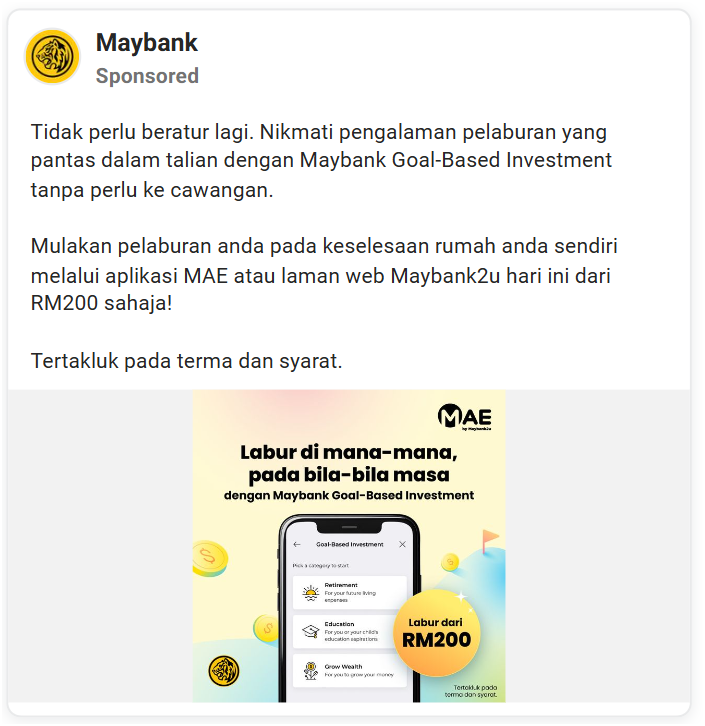 Maybank
Sponsored
Tidak perlu beratur lagi. Nikmati pengalaman pelaburan yang
pantas dalam talian dengan Maybank Goal-Based Investment
tanpa perlu ke cawangan.
Mulakan pelaburan anda pada keselesaan rumah anda sendiri
melalui aplikasi MAE atau laman web Maybank2u hari ini dari
RM200 sahaja!
Tertakluk pada terma dan syarat.
MAE
by Maybank2u
Labur di mana-mana,
pada bila-bila masa
dengan Maybank Goal-Based Investment
Goal-Based Investment
Pick a category to start
Retirement
For your future living
expenses
Education
For you or your child's
education aspirations
Grow Wealth
For you to grow your money
Labur dari
RM200
Tertakluk pada
terma dan syarat.